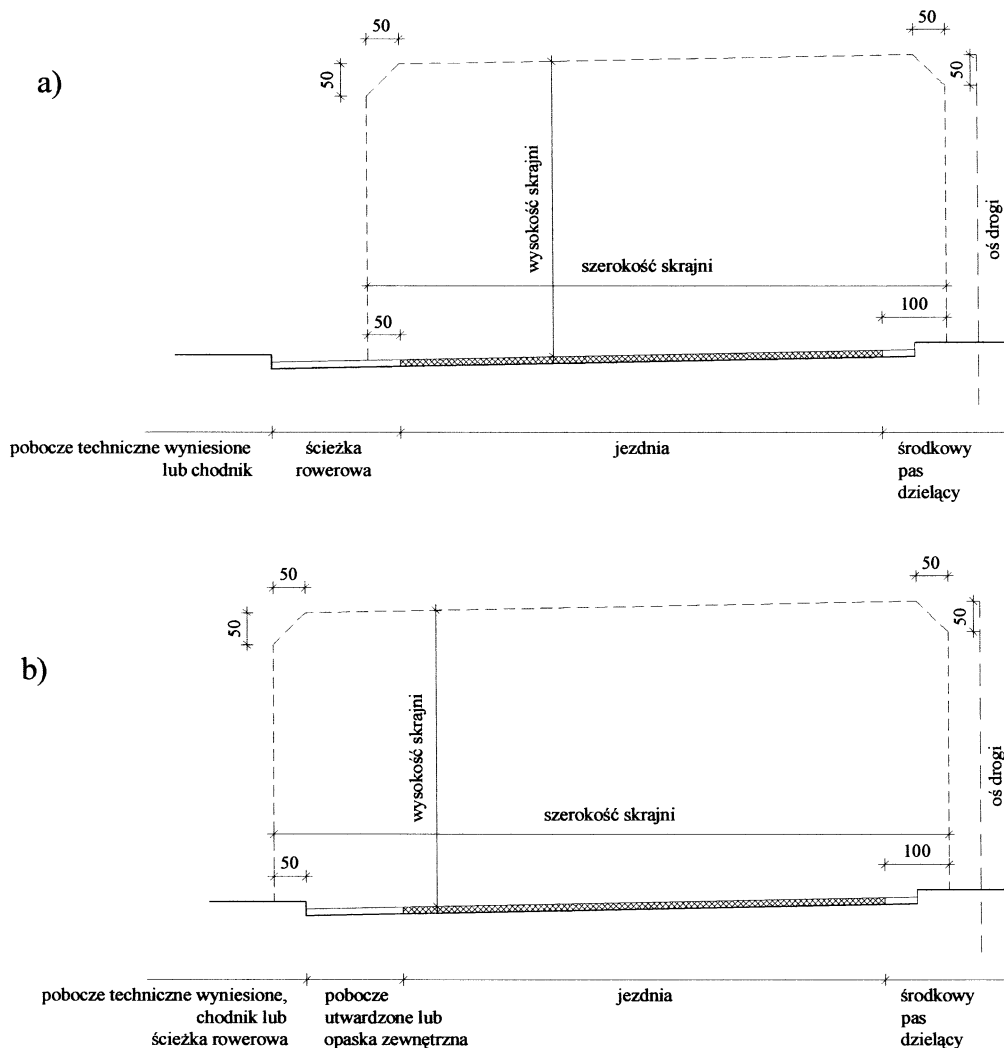 50
50
50
50
a)
wysokość skrajni
oś drogi
szerokość skrajni
50
100
pobocze techniczne wyniesione
lub chodnik
ścieżka
rowerowa
jezdnia
środkowy
pas
dzielący
50
50
50
50
b)
wysokość skrajni
oś drogi
szerokość skrajni
50
100
pobocze techniczne wyniesione,
chodnik lub
ścieżka rowerowa
pobocze
utwardzone lub
opaska zewnętrzna
jezdnia
środkowy
pas
dzielący